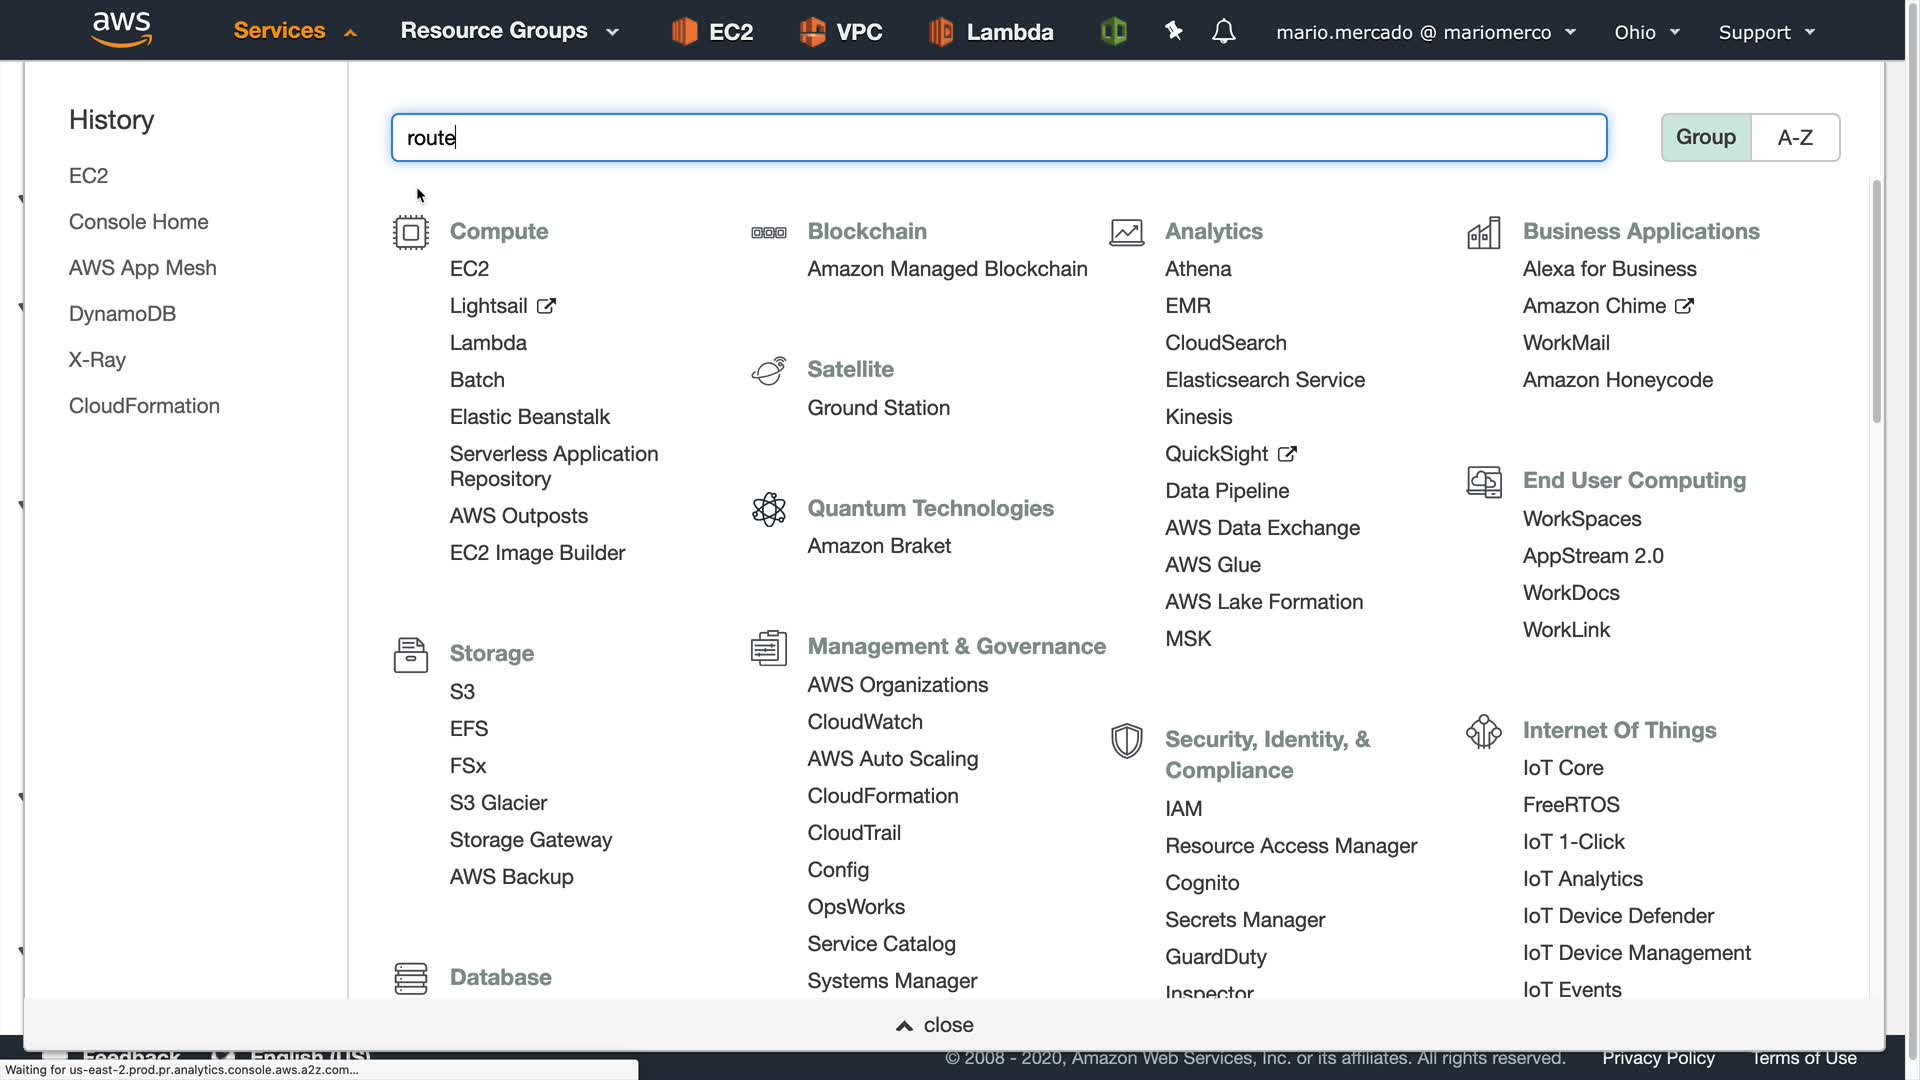 aws
Services
Resource Groups
EC2
VPC
Lambda
mario.mercado @ mariomerco
Ohio
Support
History
EC2
Console Home
AWS App Mesh
DynamoDB
X-Ray
CloudFormation
route
Group
A-Z
Compute
EC2
Lightsail
Lambda
Batch
Elastic Beanstalk
Serverless Application
Repository
AWS Outposts
EC2 Image Builder
Storage
S3
EFS
FSx
S3 Glacier
Storage Gateway
AWS Backup
Database
Blockchain
Amazon Managed Blockchain
Satellite
Ground Station
Quantum Technologies
Amazon Braket
Management & Governance
AWS Organizations
CloudWatch
AWS Auto Scaling
CloudFormation
CloudTrail
Config
OpsWorks
Service Catalog
Systems Manager
Analytics
Athena
EMR
CloudSearch
Elasticsearch Service
Kinesis
QuickSight
Data Pipeline
AWS Data Exchange
AWS Glue
AWS Lake Formation
MSK
Security, Identity, &
Compliance
IAM
Resource Access Manager
Cognito
Secrets Manager
GuardDuty
Inspector
Business Applications
Alexa for Business
Amazon Chime
WorkMail
Amazon Honeycode
End User Computing
WorkSpaces
AppStream 2.0
WorkDocs
WorkLink
Internet Of Things
IoT Core
FreeRTOS
IoT 1-Click
IoT Analytics
IoT Device Defender
IoT Device Management
IoT Events
close
Feedback
English (US)
© 2008 - 2020, Amazon Web Services, Inc. or its affiliates. All rights reserved.
Privacy Policy
Terms of Use
Waiting for us-east-2.prod.pr.analytics.console.aws.a2z.com...